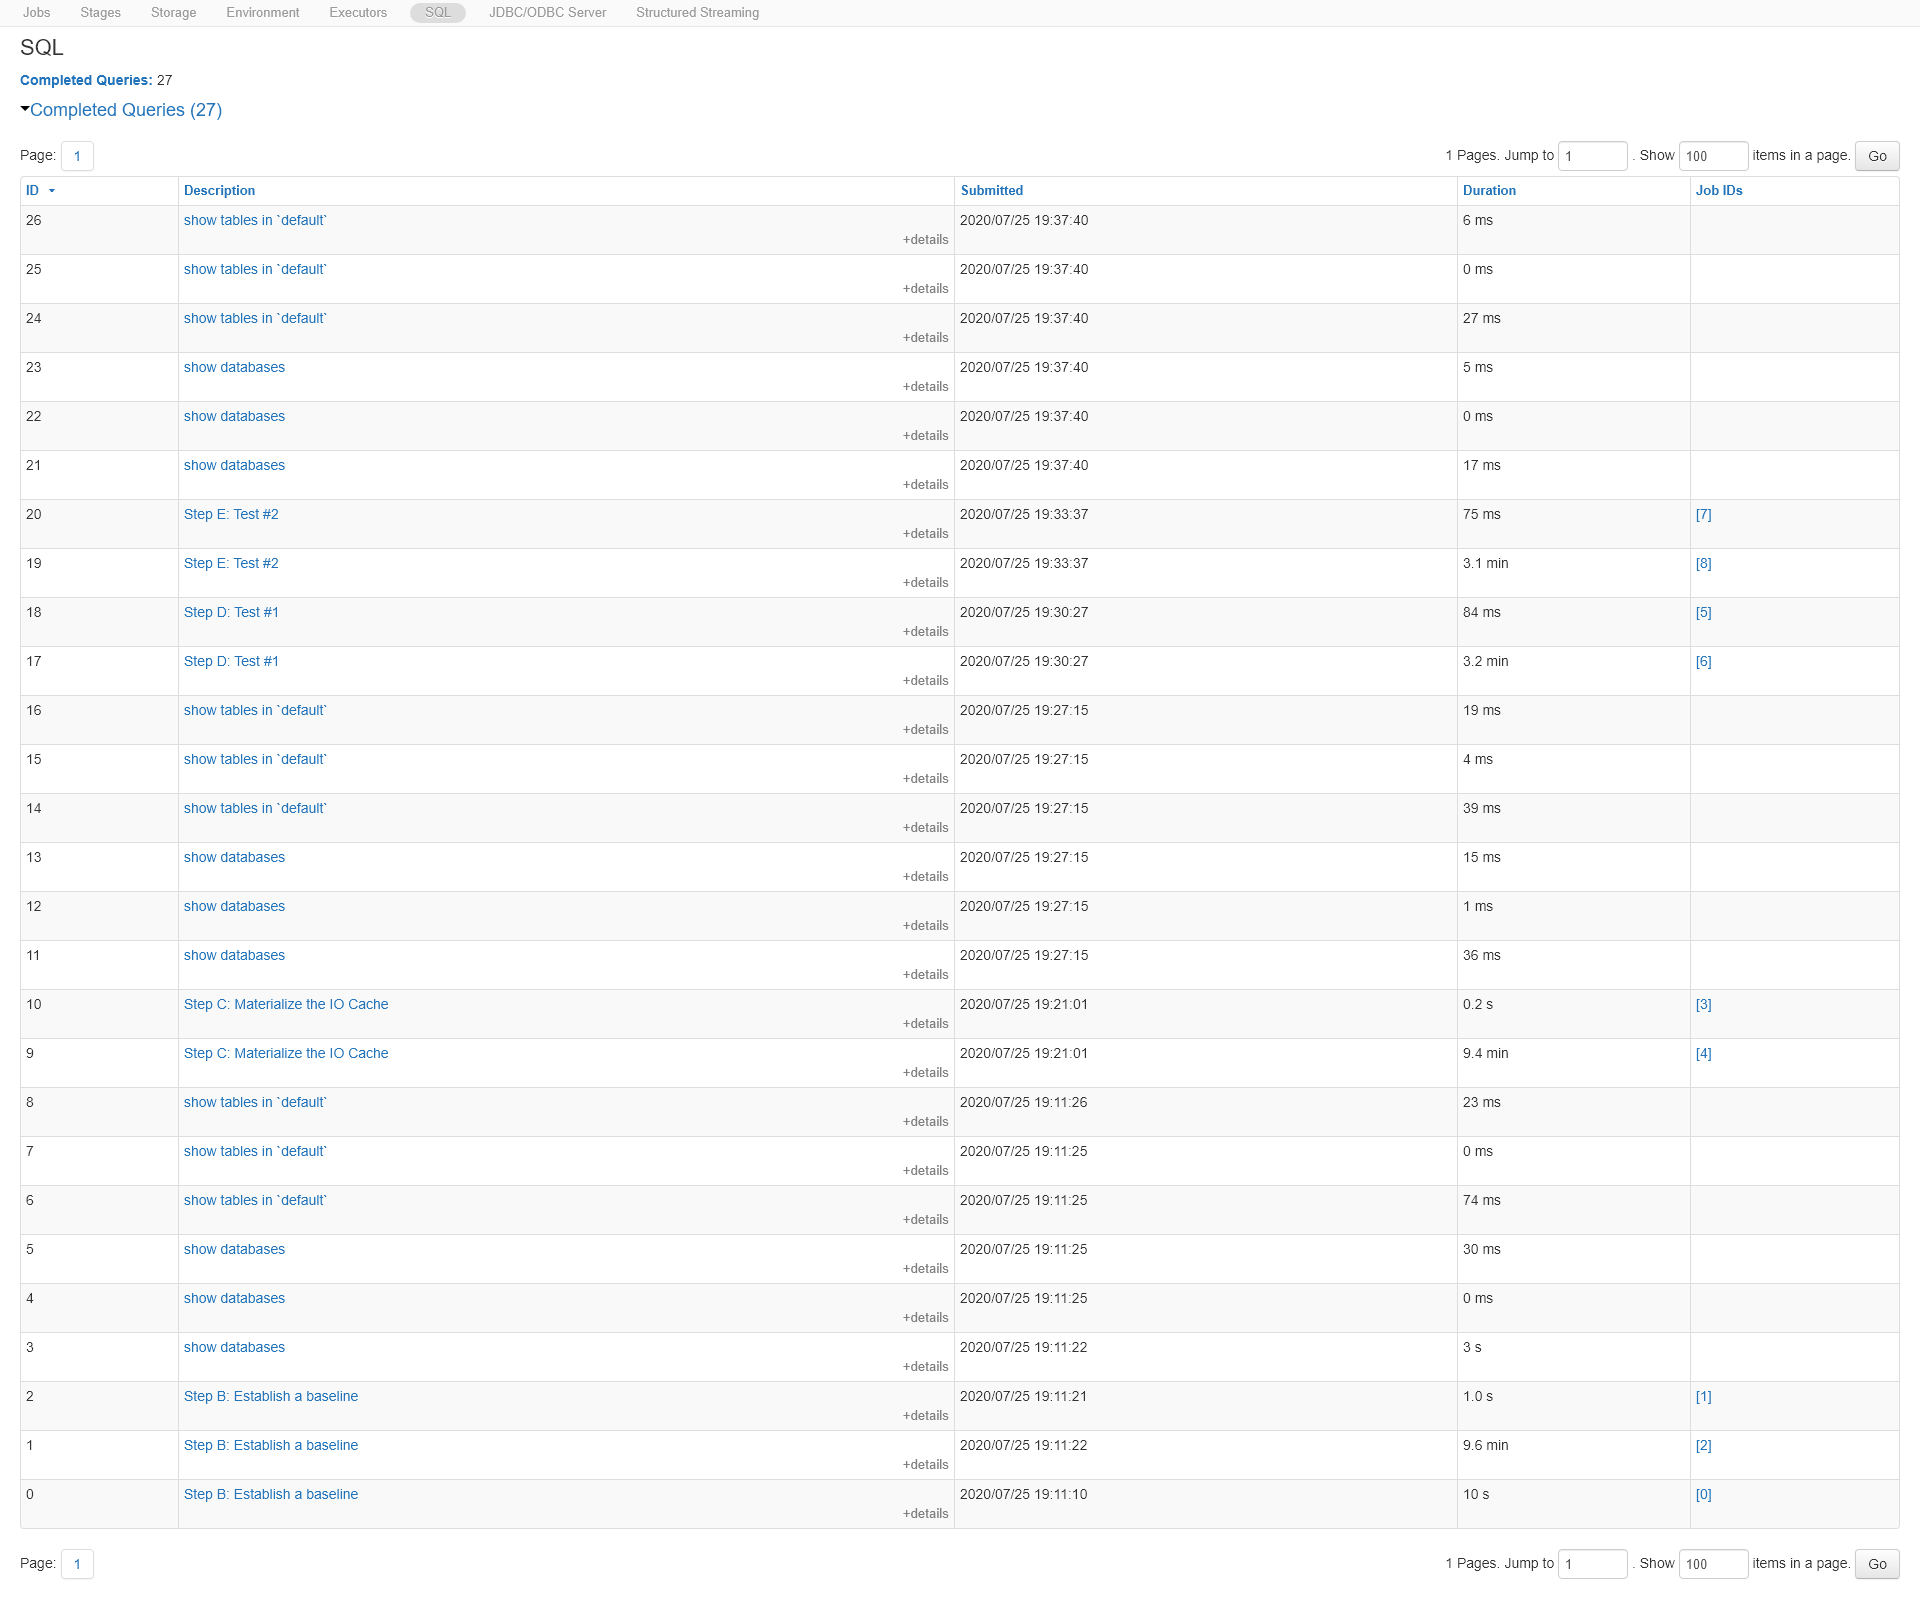 Jobs Stages Storage Environment Executors SQL JDBC/ODBC Server Structured Streaming
SQL
Completed Queries: 27
Completed Queries (27)
Page: 1 1 Pages. Jump to 1 . Show 100 items in a page. Go
ID Description Submitted Duration Job IDs
26 show tables in `default` 2020/07/25 19:37:40 6 ms
+details
25 show tables in `default` 2020/07/25 19:37:40 0 ms
+details
24 show tables in `default` 2020/07/25 19:37:40 27 ms
+details
23 show databases 2020/07/25 19:37:40 5 ms
+details
22 show databases 2020/07/25 19:37:40 0 ms
+details
21 show databases 2020/07/25 19:37:40 17 ms
+details
20 Step E: Test #2 2020/07/25 19:33:37 75 ms [7]
+details
19 Step E: Test #2 2020/07/25 19:33:37 3.1 min [8]
+details
18 Step D: Test #1 2020/07/25 19:30:27 84 ms [5]
+details
17 Step D: Test #1 2020/07/25 19:30:27 3.2 min [6]
+details
16 show tables in `default` 2020/07/25 19:27:15 19 ms
+details
15 show tables in `default` 2020/07/25 19:27:15 4 ms
+details
14 show tables in `default` 2020/07/25 19:27:15 39 ms
+details
13 show databases 2020/07/25 19:27:15 15 ms
+details
12 show databases 2020/07/25 19:27:15 1 ms
+details
11 show databases 2020/07/25 19:27:15 36 ms
+details
10 Step C: Materialize the IO Cache 2020/07/25 19:21:01 0.2 s [3]
+details
9 Step C: Materialize the IO Cache 2020/07/25 19:21:01 9.4 min [4]
+details
8 show tables in `default` 2020/07/25 19:11:26 23 ms
+details
7 show tables in `default` 2020/07/25 19:11:25 0 ms
+details
6 show tables in `default` 2020/07/25 19:11:25 74 ms
+details
5 show databases 2020/07/25 19:11:25 30 ms
+details
4 show databases 2020/07/25 19:11:25 0 ms
+details
3 show databases 2020/07/25 19:11:22 3 s
+details
2 Step B: Establish a baseline 2020/07/25 19:11:21 1.0 s [1]
+details
1 Step B: Establish a baseline 2020/07/25 19:11:22 9.6 min [2]
+details
0 Step B: Establish a baseline 2020/07/25 19:11:10 10 s [0]
+details
Page: 1 1 Pages. Jump to 1 . Show 100 items in a page. Go